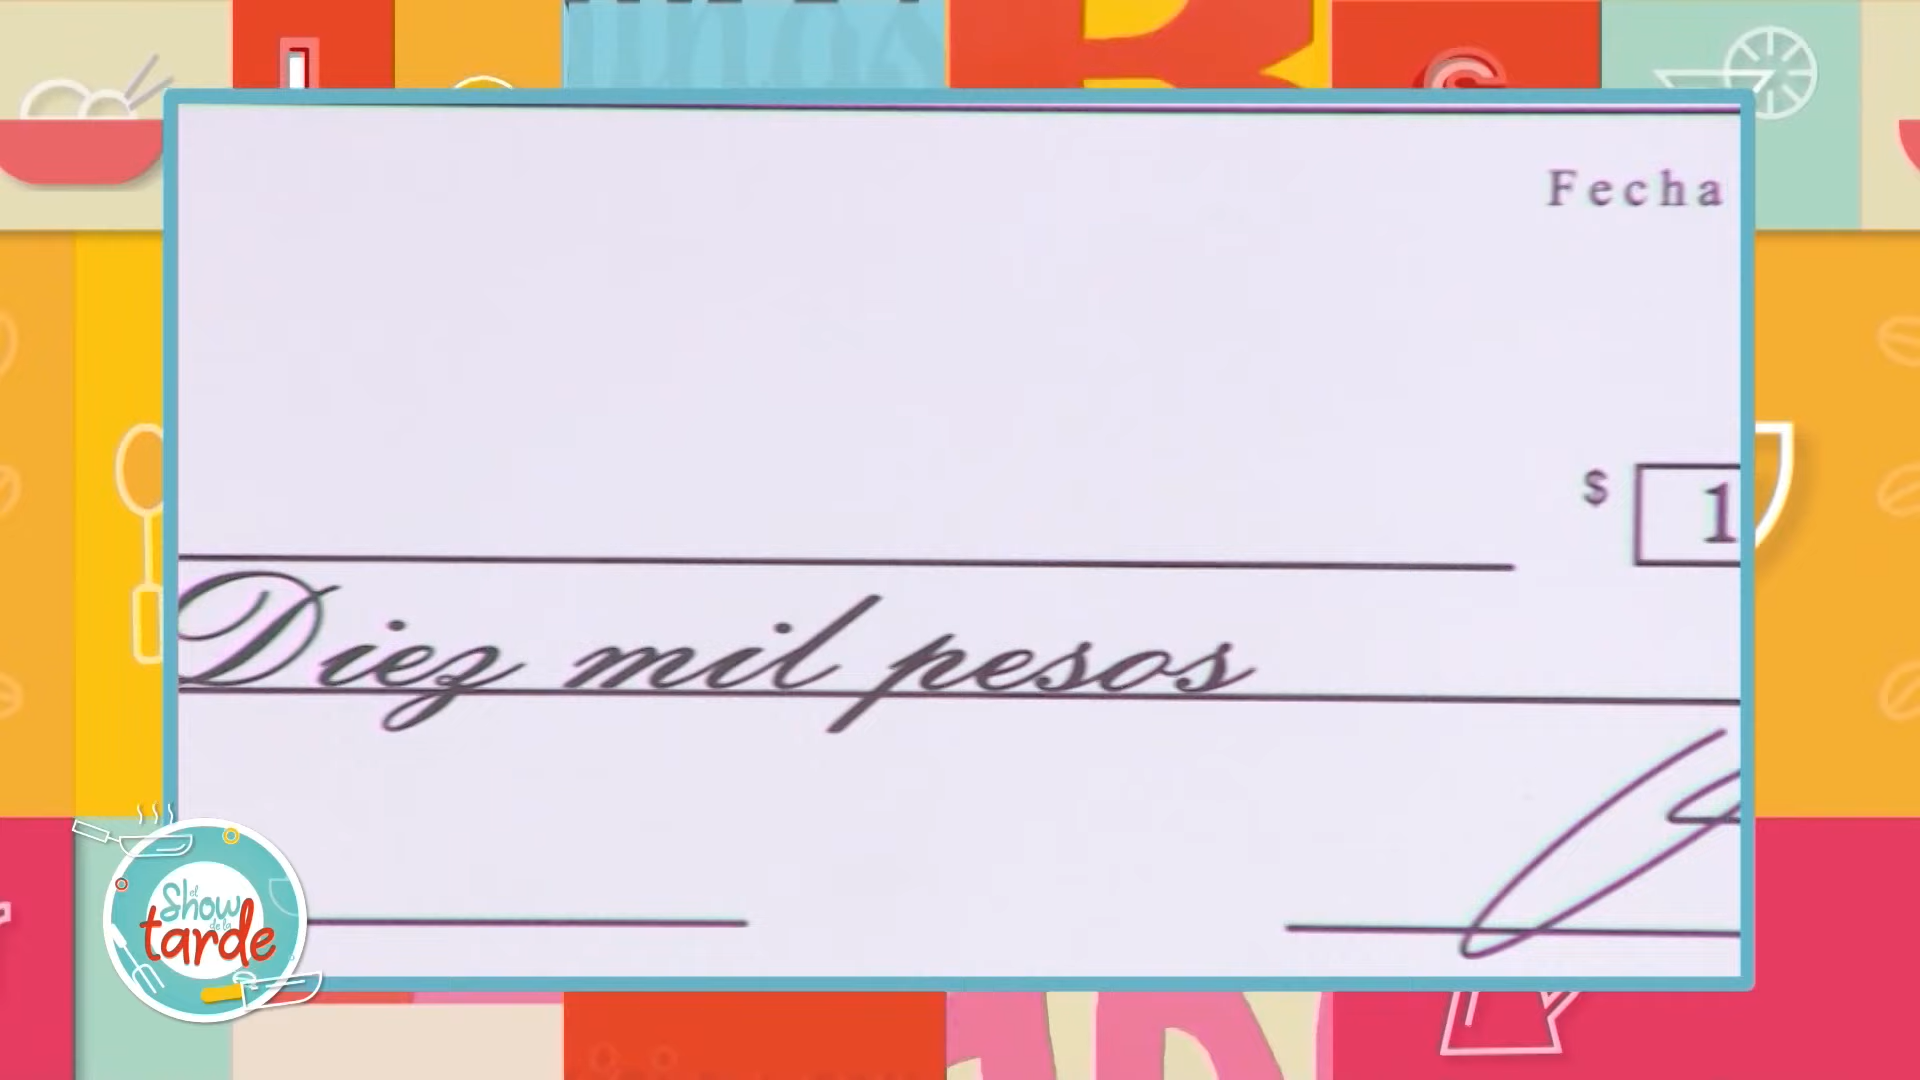 Fecha
$ 1
Diez mil pesos
el
Show
de la
tarde